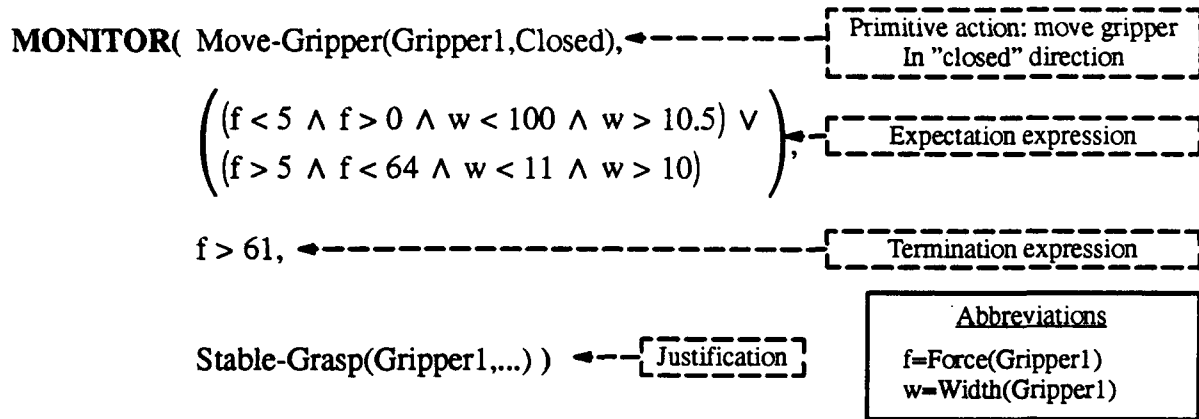 MONITOR( Move-Gripper(Gripper1,Closed),
Primitive action: move gripper
In "closed" direction
(f < 5 ∧ f > 0 ∧ w < 100 ∧ w > 10.5) ∨
(f > 5 ∧ f < 64 ∧ w < 11 ∧ w > 10)
,
Expectation expression
f > 61,
Termination expression
Stable-Grasp(Gripper1,...) )
Justification
Abbreviations
f=Force(Gripper1)
w=Width(Gripper1)